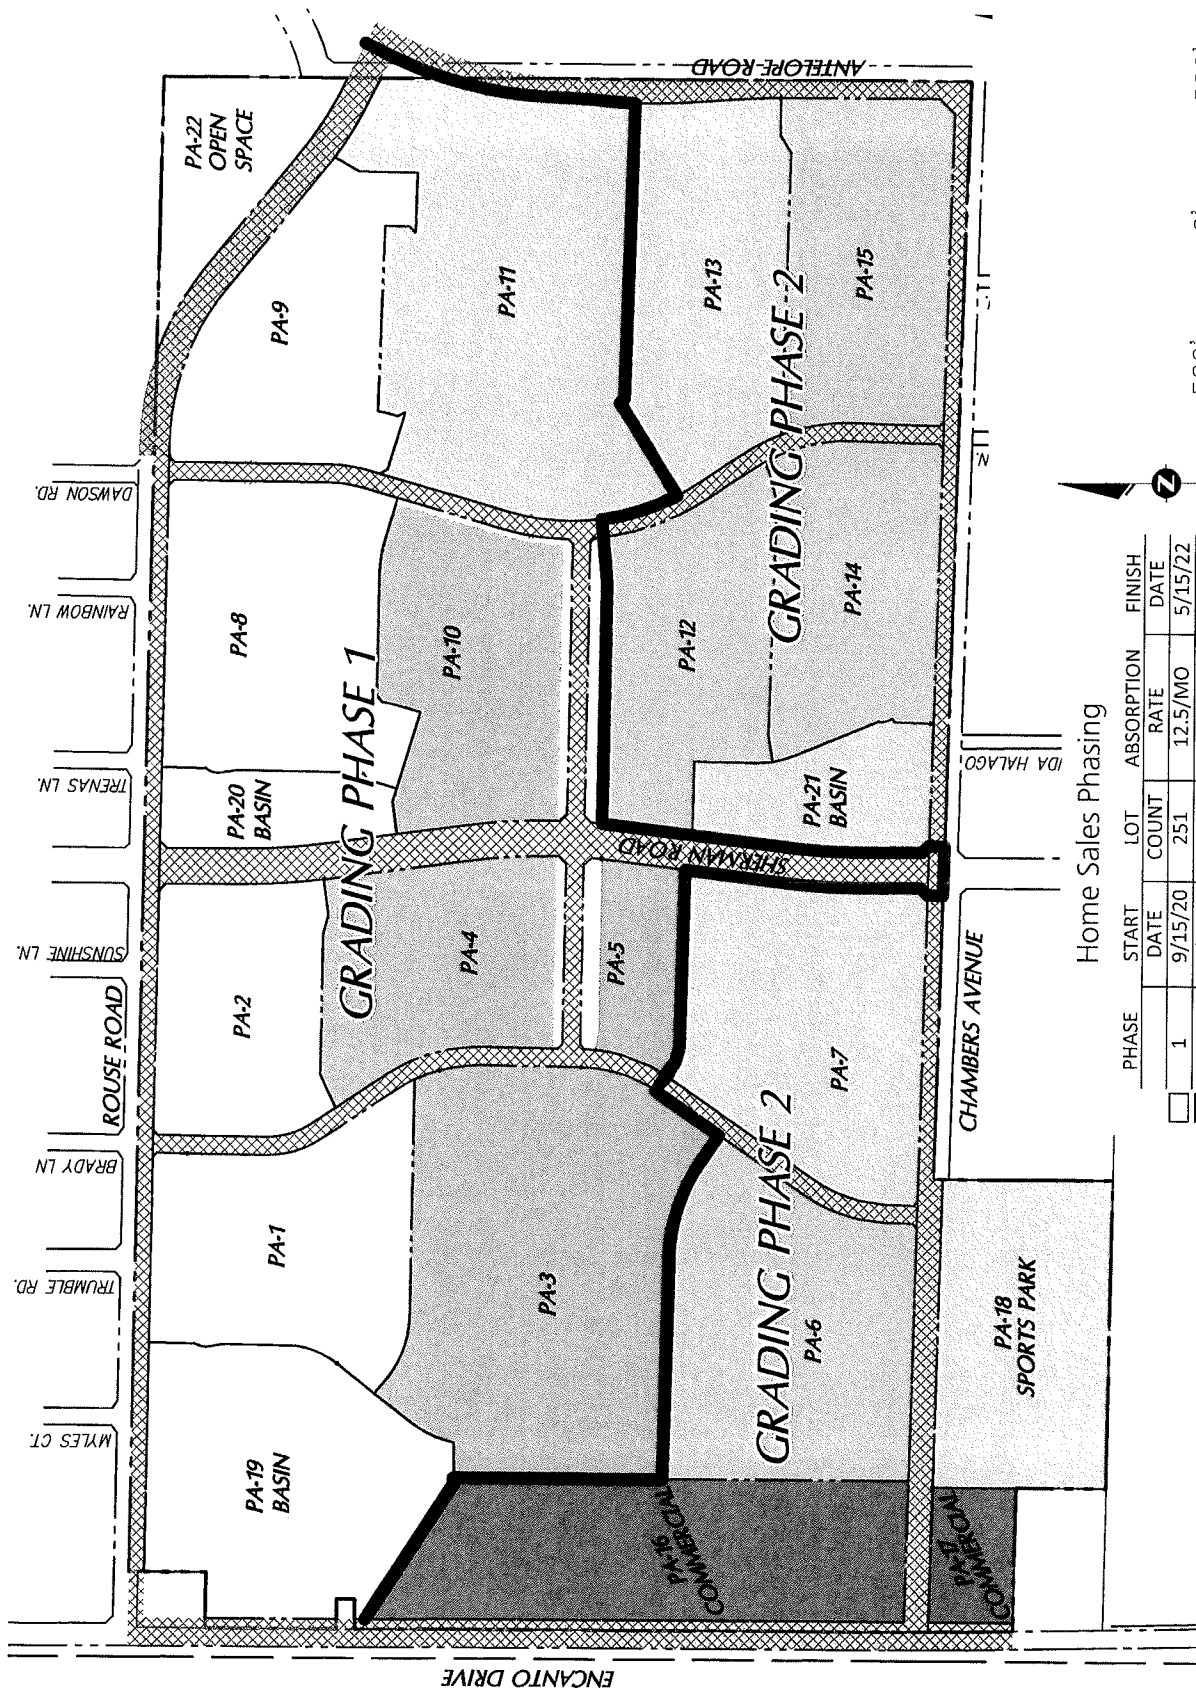 ENCANTO DRIVE
MYLES CT.
TRUMBLE RD.
BRADY LN
ROUSE ROAD
SUNSHINE LN.
TRENAS LN.
RAINBOW LN.
DAWSON RD.
ANTELOPE ROAD
PA-19
BASIN
PA-1
PA-2
PA-20
BASIN
PA-8
PA-9
PA-22
OPEN
SPACE
GRADING PHASE 1
PA-3
PA-4
PA-10
PA-11
PA-5
SHERMAN ROAD
PA-12
PA-13
PA-16
COMMERCIAL
PA-6
GRADING PHASE 2
PA-7
PA-21
BASIN
PA-14
GRADING PHASE 2
PA-15
PA-17
COMMERCIAL
PA-18
SPORTS PARK
CHAMBERS AVENUE
IDA HALAGO
N.
Z
Home Sales Phasing
PHASE START DATE LOT COUNT ABSORPTION RATE FINISH DATE
1 9/15/20 251 12.5/MO 5/15/22